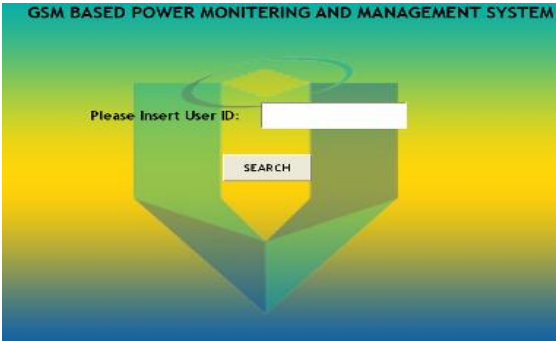 GSM BASED POWER MONITERING AND MANAGEMENT SYSTEM
Please Insert User ID:
SEARCH